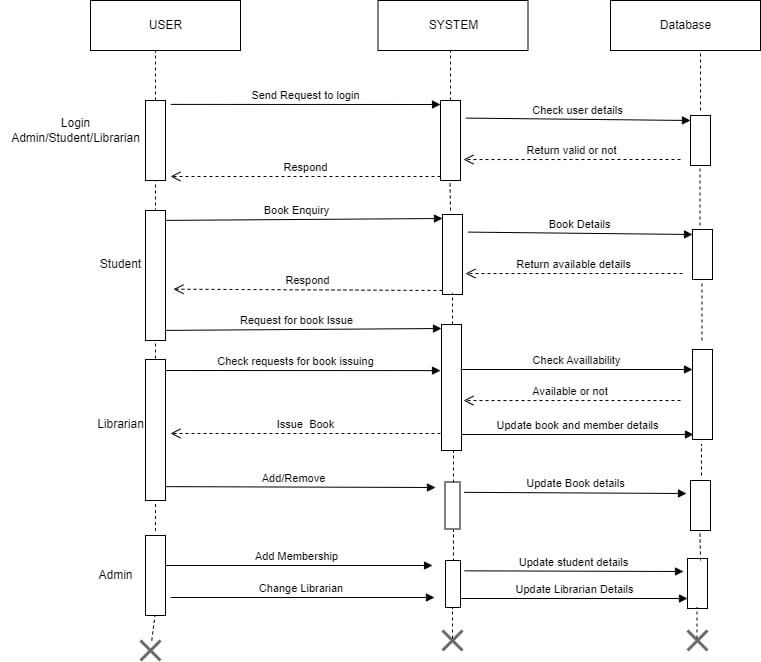 USER
SYSTEM
Database
Send Request to login
Check user details
Login
Admin/Student/Librarian
Return valid or not
Respond
Book Enquiry
Book Details
Student
Return available details
Respond
Request for book Issue
Check requests for book issuing
Check Availlability
Available or not
Librarian
Issue Book
Update book and member details
Add/Remove
Update Book details
Add Membership
Update student details
Admin
Change Librarian
Update Librarian Details